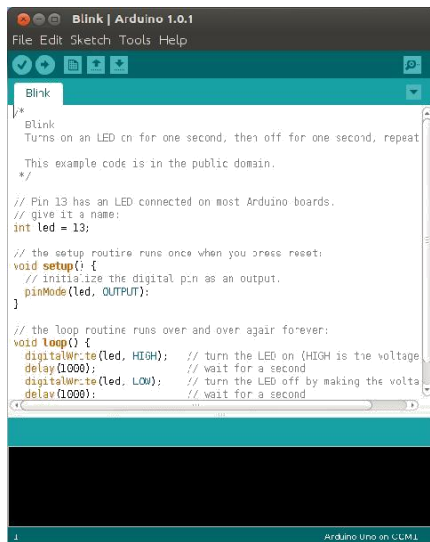 Blink | Arduino 1.0.1
File Edit Sketch Tools Help
Blink
/*
  Blink
  Turns on an LED on for one second, then off for one second, repeat

  This example code is in the public domain.
 */

// Pin 13 has an LED connected on most Arduino boards.
// give it a name:
int led = 13;

// the setup routine runs once when you press reset:
void setup() {
  // initialize the digital pin as an output.
  pinMode(led, OUTPUT);
}

// the loop routine runs over and over again forever:
void loop() {
  digitalWrite(led, HIGH);   // turn the LED on (HIGH is the voltage
  delay(1000);               // wait for a second
  digitalWrite(led, LOW);    // turn the LED off by making the volta
  delay(1000);               // wait for a second
1
Arduino Uno on COM1